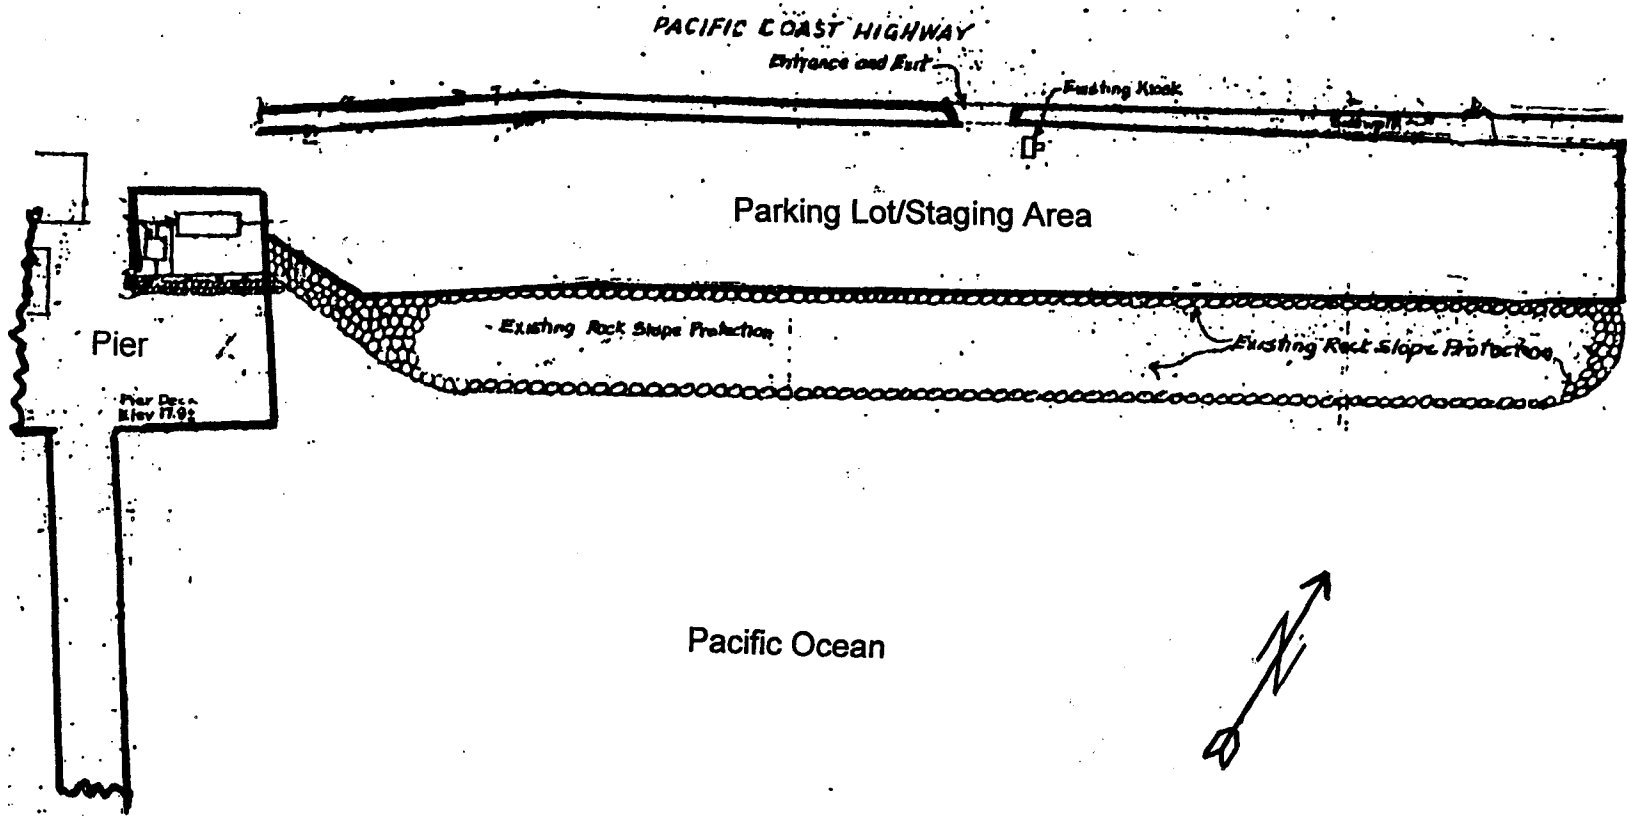 PACIFIC COAST HIGHWAY
Entrance and Exit
Existing Kiosk
Parking Lot/Staging Area
Existing Rock Slope Protection
Existing Rock Slope Protection
Pier
Pier Deck
Elev 17.9±
Pacific Ocean
N